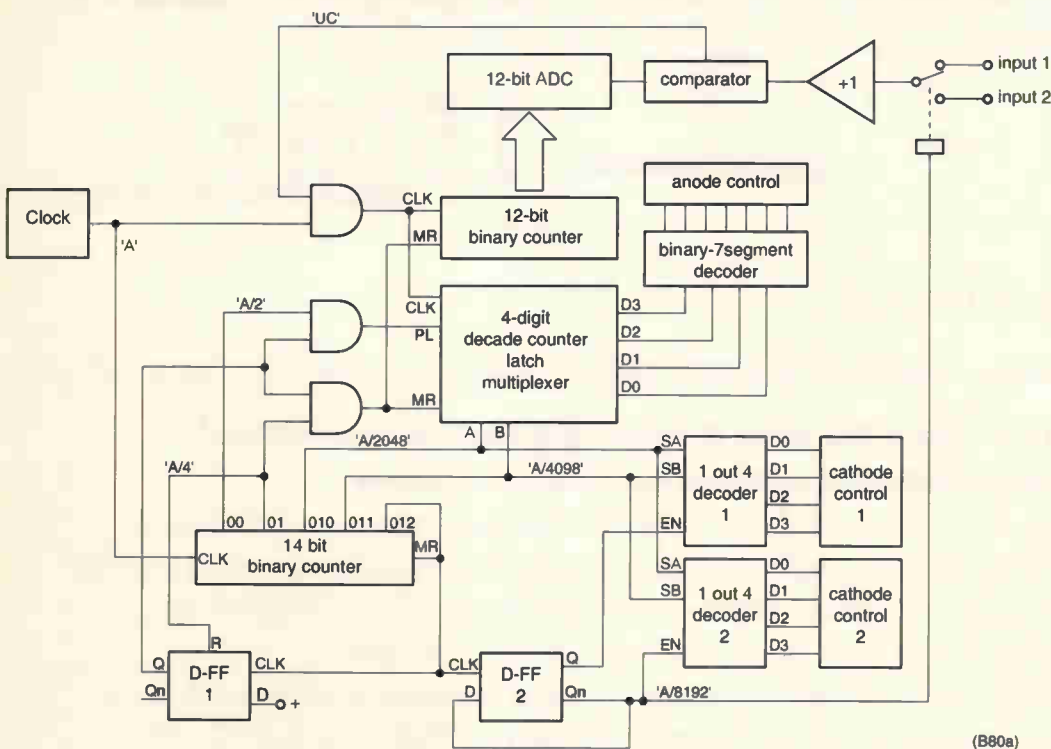 'UC'
12-bit ADC
comparator
+1
input 1
input 2
anode control
Clock
'A'
CLK
MR
12-bit
binary counter
binary-7segment
decoder
'A/2'
CLK
PL
MR
4-digit
decade counter
latch
multiplexer
D3
D2
D1
D0
A
B
'A/2048'
'A/4098'
'A/4'
00
01
010
011
012
CLK
14 bit
binary counter
MR
SA
SB
EN
1 out 4
decoder
1
D0
D1
D2
D3
cathode
control
1
SA
SB
EN
1 out 4
decoder
2
D0
D1
D2
D3
cathode
control
2
R
Q
Qn
D-FF
1
CLK
D
+
CLK
D
D-FF
2
Q
Qn
'A/8192'
(B80a)